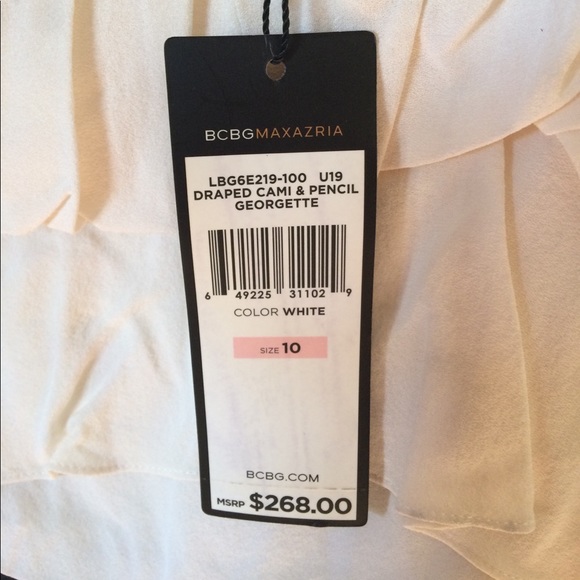 BCBGMAXAZRIA
LBG6E219-100 U19
DRAPED CAMI & PENCIL
GEORGETTE
6 49225 31102 9
COLOR WHITE
SIZE 10
BCBG.COM
MSRP $268.00